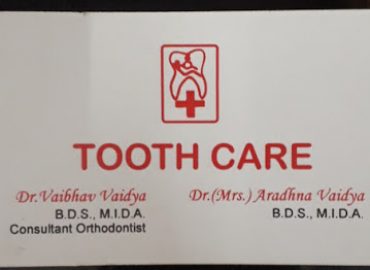 TOOTH CARE
Dr.Vaibhav Vaidya
B.D.S., M.I.D.A.
Consultant Orthodontist
Dr.(Mrs.) Aradhna Vaidya
B.D.S., M.I.D.A.